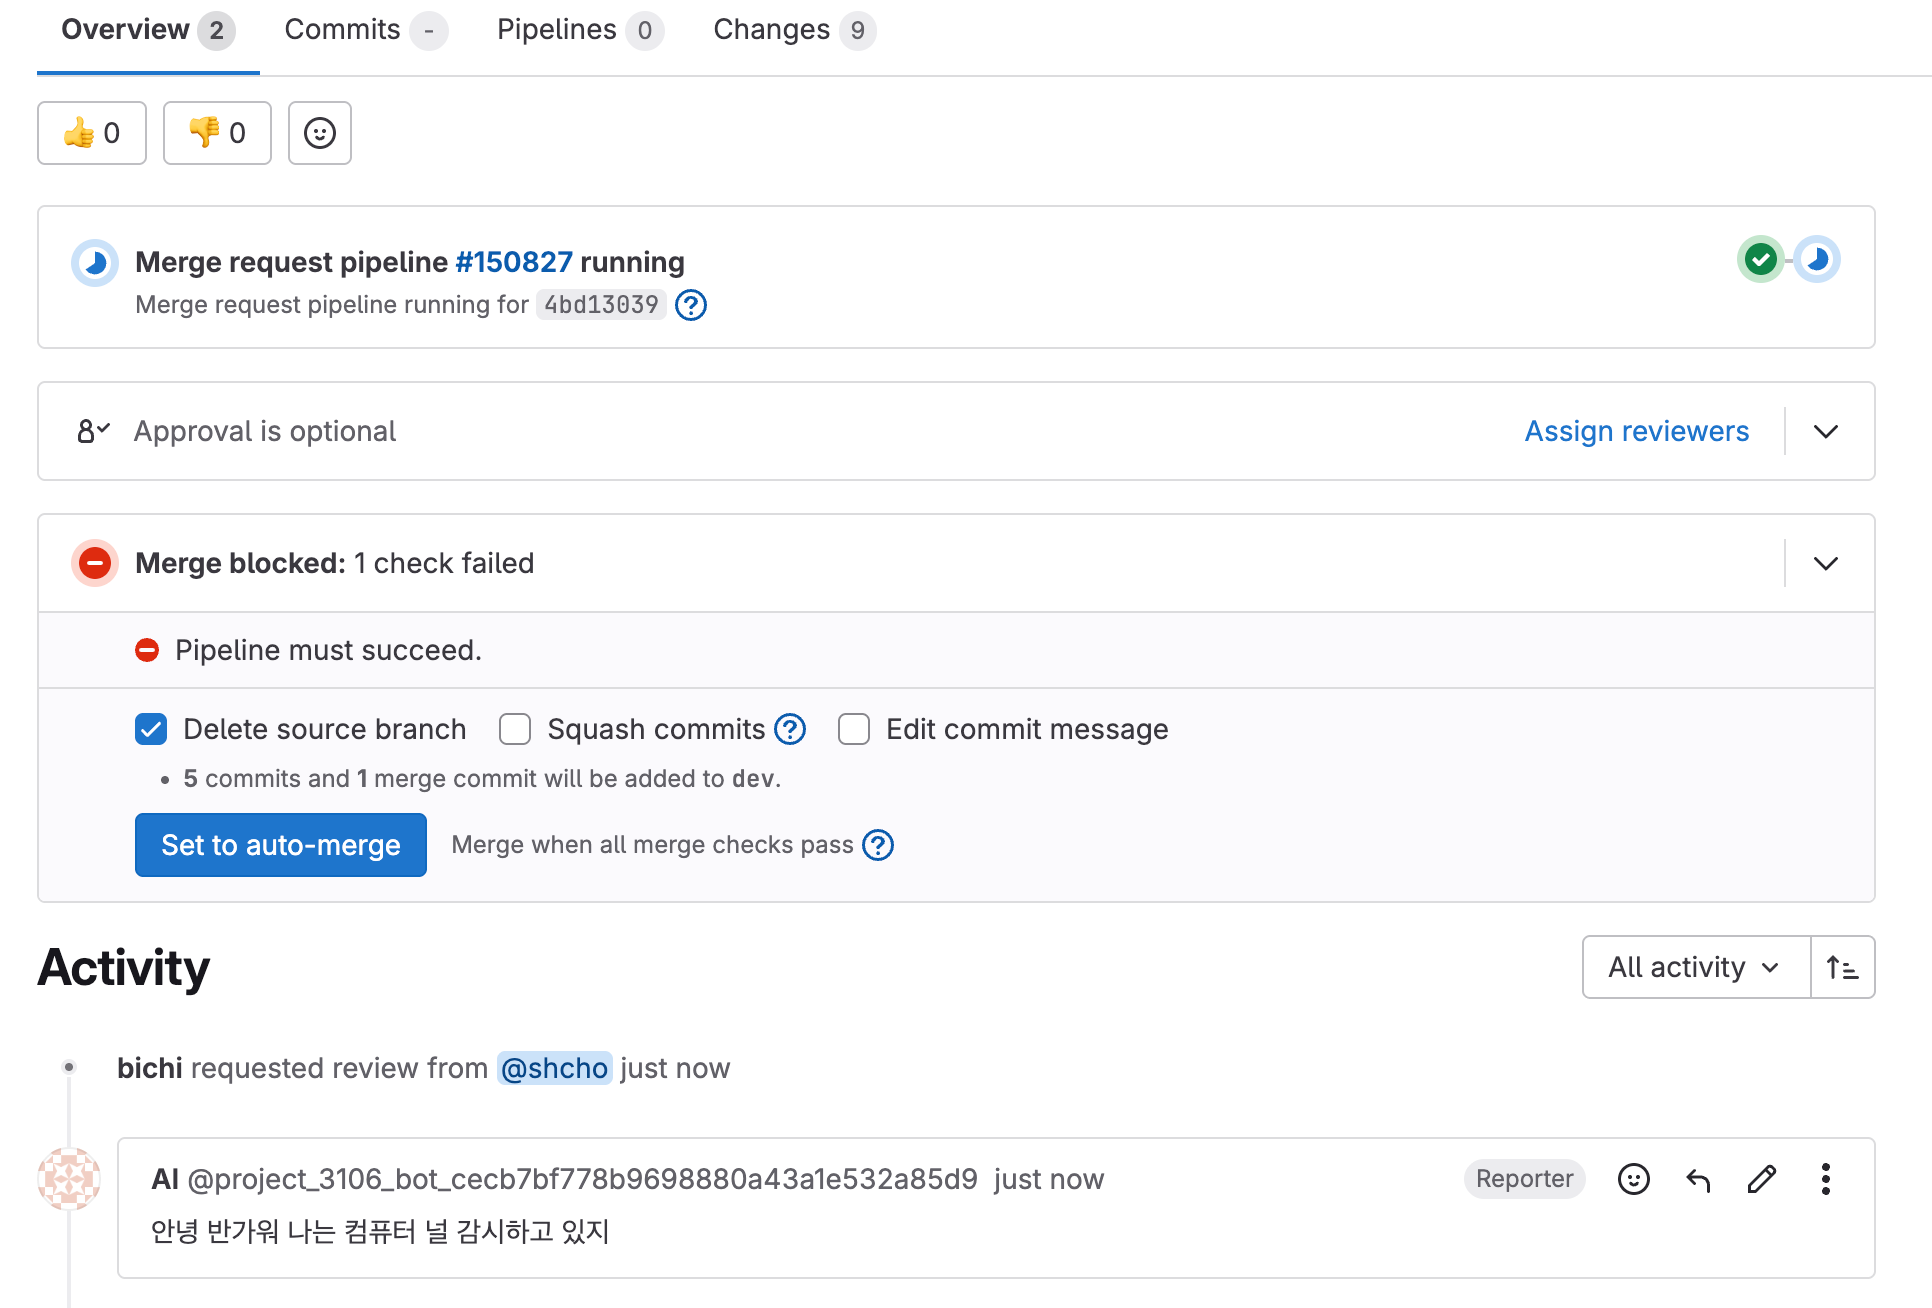 Overview 2 Commits - Pipelines 0 Changes 9
👍 0 👎 0
Merge request pipeline #150827 running
Merge request pipeline running for 4bd13039 ?
Approval is optional Assign reviewers
Merge blocked: 1 check failed
Pipeline must succeed.
Delete source branch Squash commits ? Edit commit message
• 5 commits and 1 merge commit will be added to dev.
Set to auto-merge Merge when all merge checks pass ?
Activity All activity
bichi requested review from @shcho just now
AI @project_3106_bot_cecb7bf778b9698880a43a1e532a85d9 just now Reporter
안녕 반가워 나는 컴퓨터 널 감시하고 있지